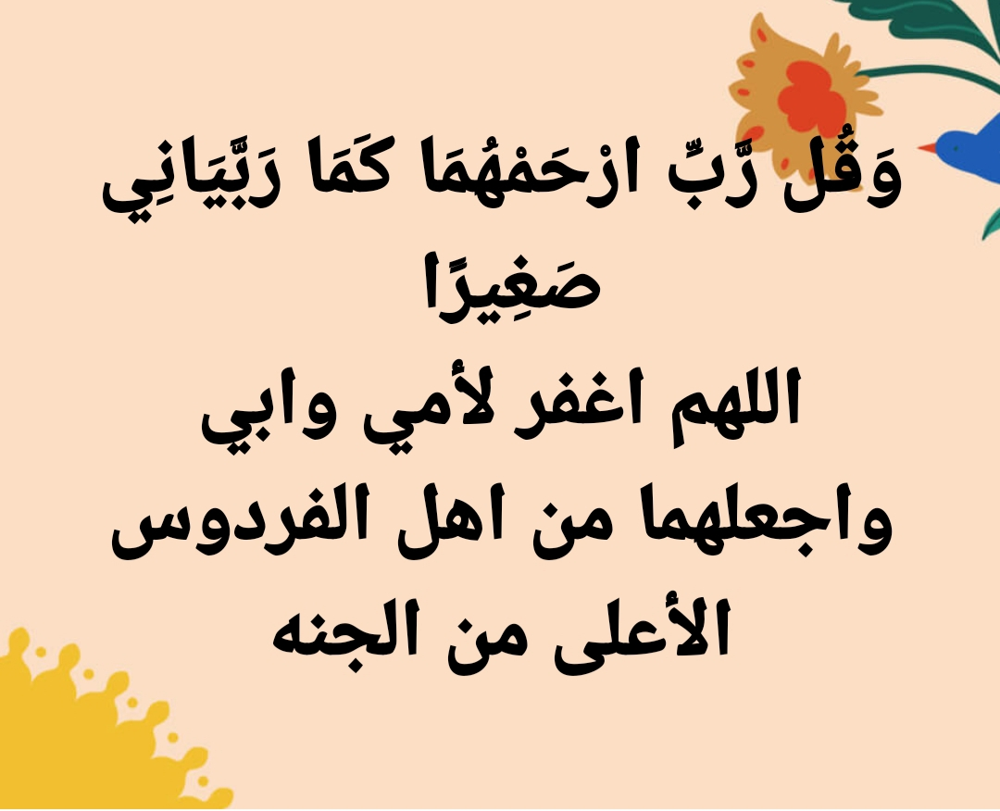 وَقُل رَّبِّ ارْحَمْهُمَا كَمَا رَبَّيَانِي
صَغِيرًا
اللهم اغفر لأمي وابي
واجعلهما من اهل الفردوس
الأعلى من الجنه